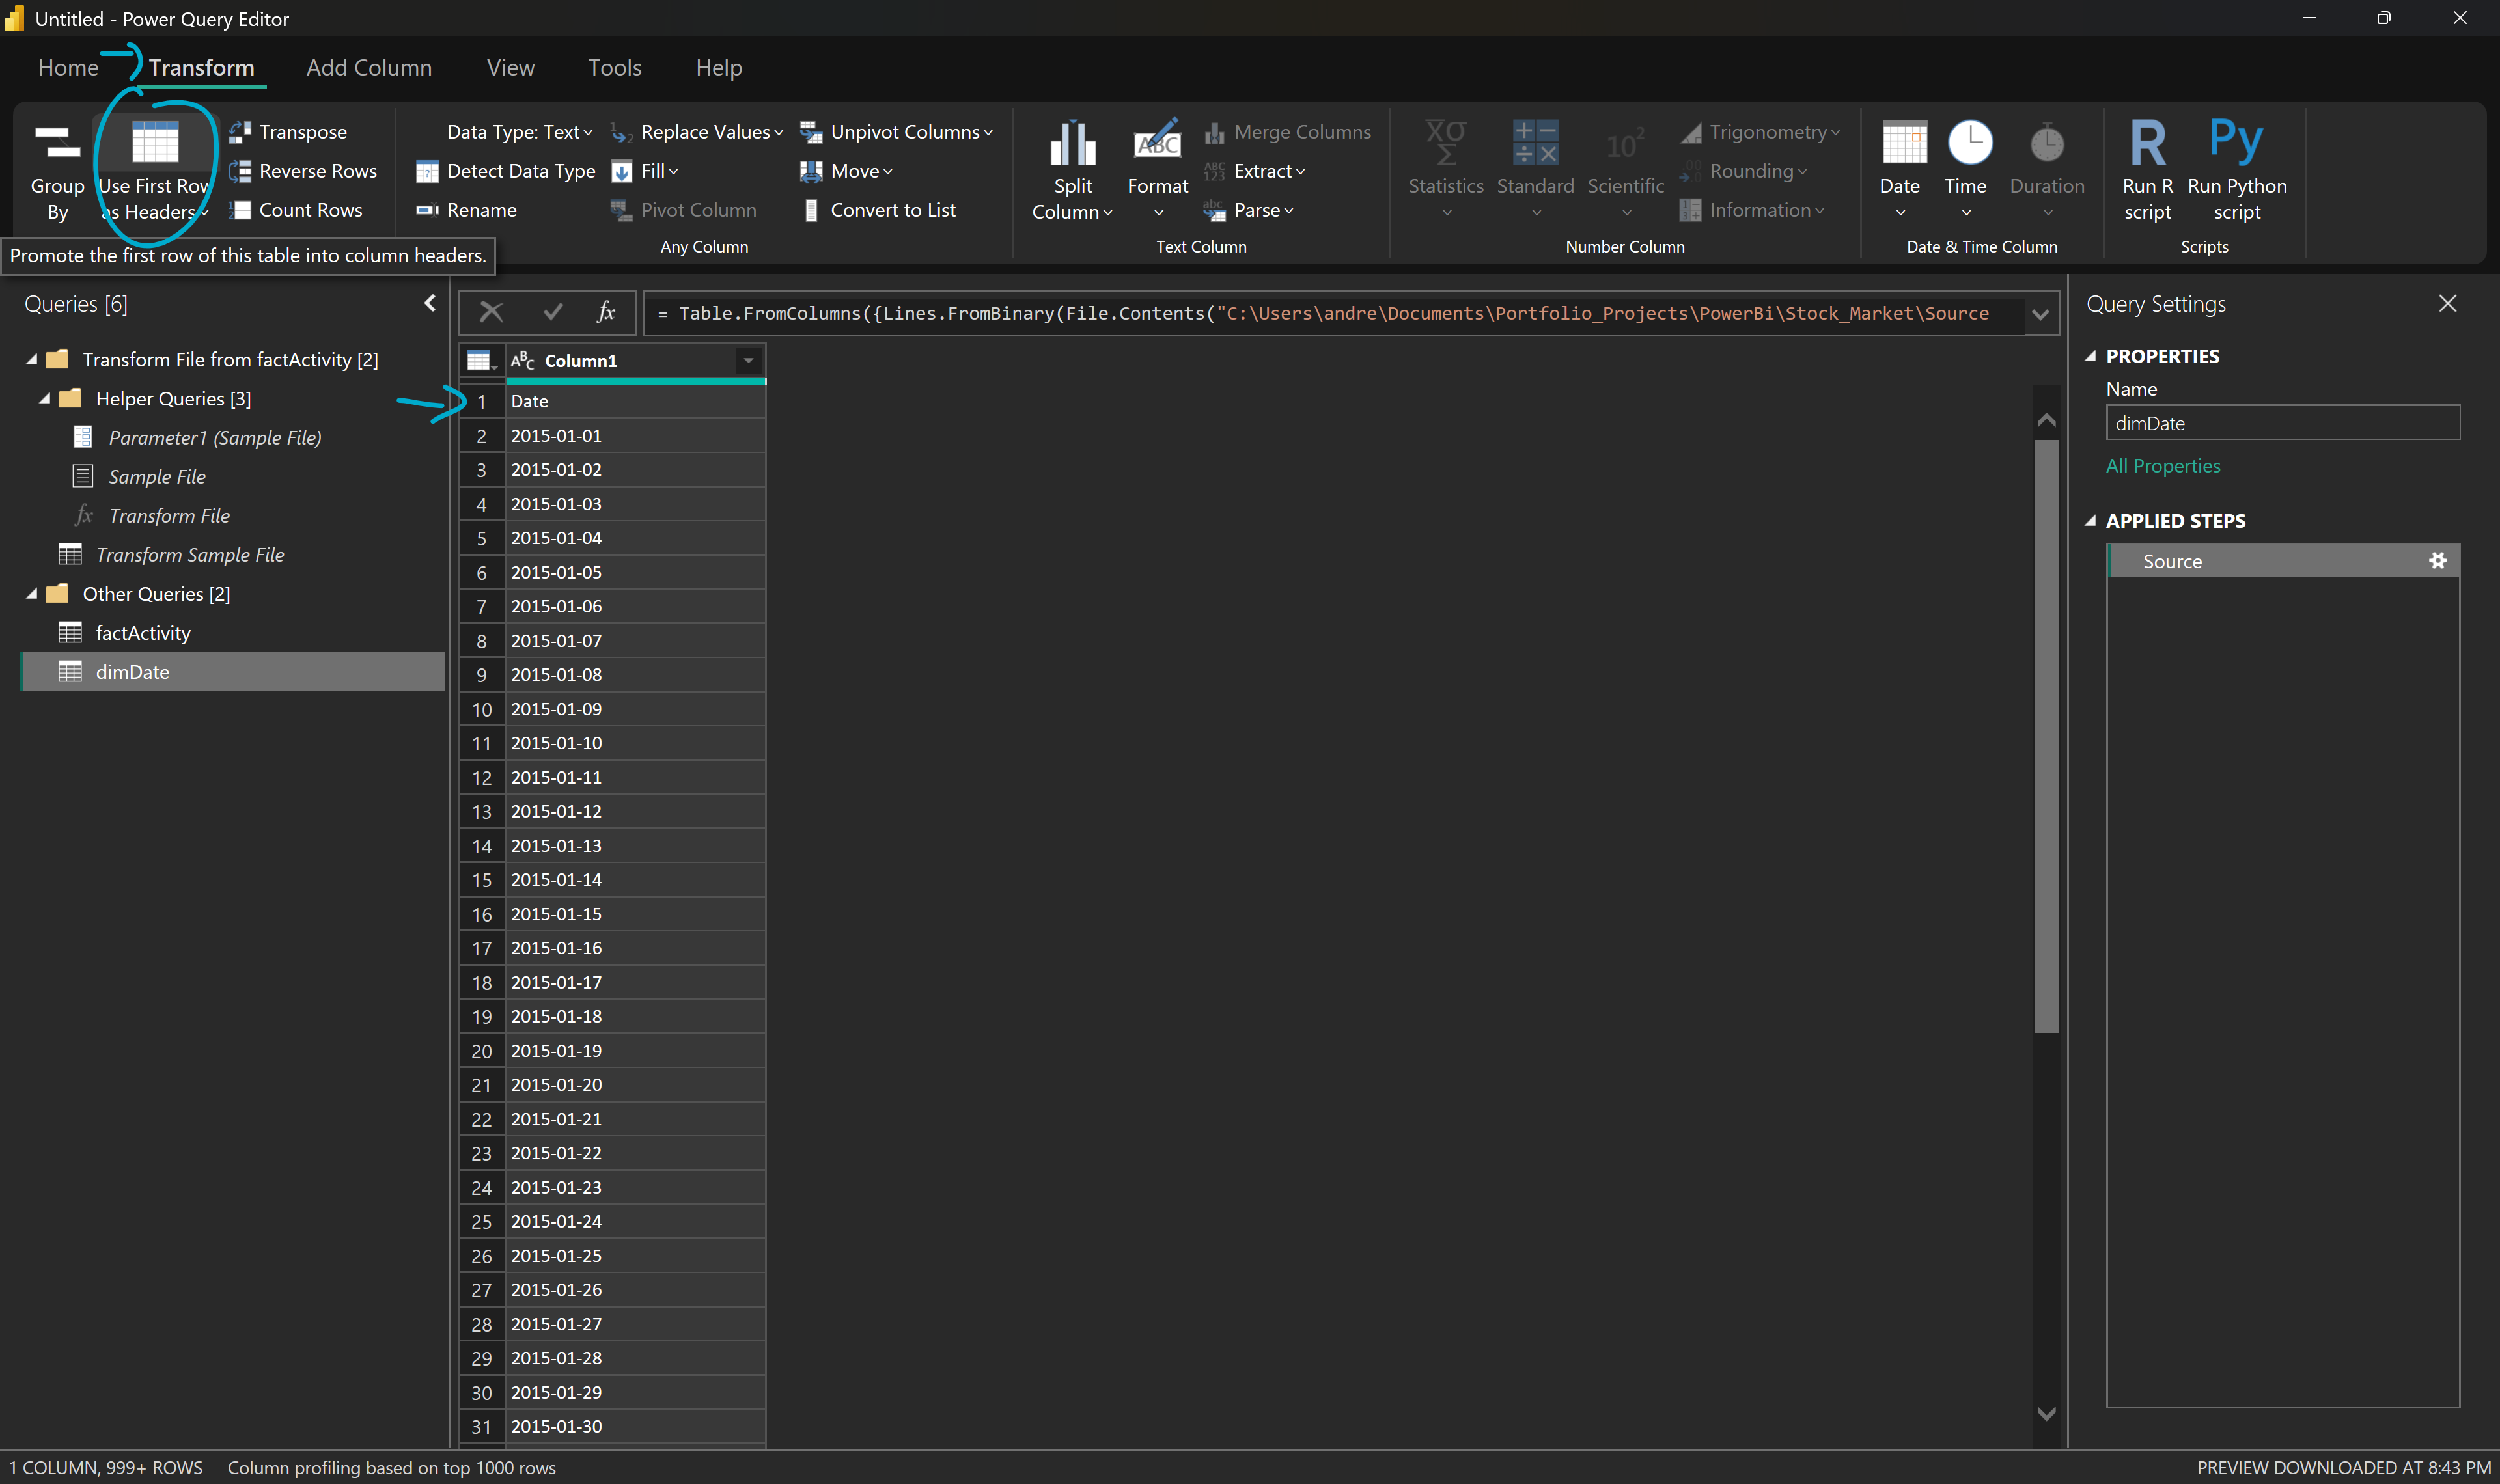 Untitled - Power Query Editor
Home Transform Add Column View Tools Help
Group By
Use First Row as Headers
Transpose
Reverse Rows
Count Rows
Data Type: Text
Detect Data Type
Rename
Replace Values
Fill
Pivot Column
Unpivot Columns
Move
Convert to List
Any Column
Split Column
ABC
Format
Merge Columns
ABC 123
Extract
abc
Parse
Text Column
XΣσ
Statistics
Standard
10²
Scientific
Trigonometry
Rounding
Information
Number Column
Date
Time
Duration
Date & Time Column
R
Run R script
Py
Run Python script
Scripts
Promote the first row of this table into column headers.
Queries [6]
Transform File from factActivity [2]
Helper Queries [3]
Parameter1 (Sample File)
Sample File
fx Transform File
Transform Sample File
Other Queries [2]
factActivity
dimDate
fx
= Table.FromColumns({Lines.FromBinary(File.Contents("C:\Users\andre\Documents\Portfolio_Projects\PowerBi\Stock_Market\Source
ABC Column1
1 Date
2 2015-01-01
3 2015-01-02
4 2015-01-03
5 2015-01-04
6 2015-01-05
7 2015-01-06
8 2015-01-07
9 2015-01-08
10 2015-01-09
11 2015-01-10
12 2015-01-11
13 2015-01-12
14 2015-01-13
15 2015-01-14
16 2015-01-15
17 2015-01-16
18 2015-01-17
19 2015-01-18
20 2015-01-19
21 2015-01-20
22 2015-01-21
23 2015-01-22
24 2015-01-23
25 2015-01-24
26 2015-01-25
27 2015-01-26
28 2015-01-27
29 2015-01-28
30 2015-01-29
31 2015-01-30
Query Settings
PROPERTIES
Name
dimDate
All Properties
APPLIED STEPS
Source
1 COLUMN, 999+ ROWS Column profiling based on top 1000 rows
PREVIEW DOWNLOADED AT 8:43 PM